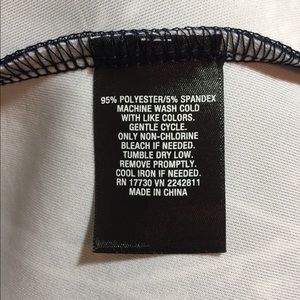 95% POLYESTER/5% SPANDEX
MACHINE WASH COLD
WITH LIKE COLORS.
GENTLE CYCLE.
ONLY NON-CHLORINE
BLEACH IF NEEDED.
TUMBLE DRY LOW.
REMOVE PROMPTLY.
COOL IRON IF NEEDED.
RN 17730 VN 2242811
MADE IN CHINA